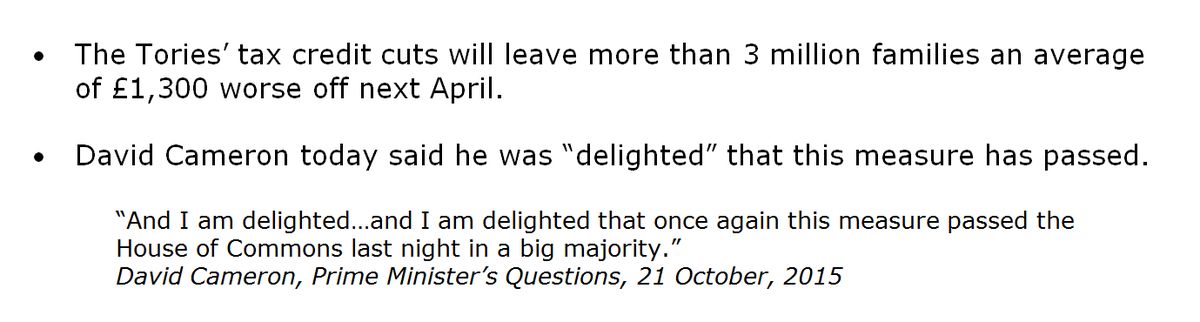 • The Tories’ tax credit cuts will leave more than 3 million families an average
of £1,300 worse off next April.
• David Cameron today said he was “delighted” that this measure has passed.
“And I am delighted…and I am delighted that once again this measure passed the
House of Commons last night in a big majority.”
David Cameron, Prime Minister’s Questions, 21 October, 2015